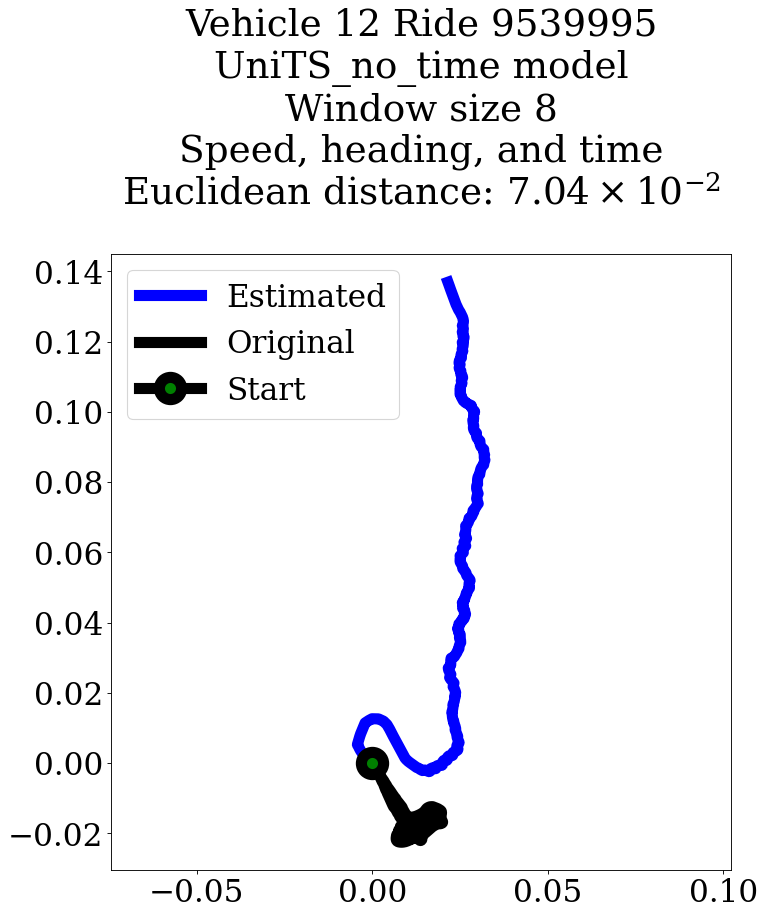 Vehicle 12 Ride 9539995
UniTS_no_time model
Window size 8
Speed, heading, and time
Euclidean distance: 7.04 × 10⁻²
Estimated
Original
Start
0.14
0.12
0.10
0.08
0.06
0.04
0.02
0.00
−0.02
−0.05 0.00 0.05 0.10